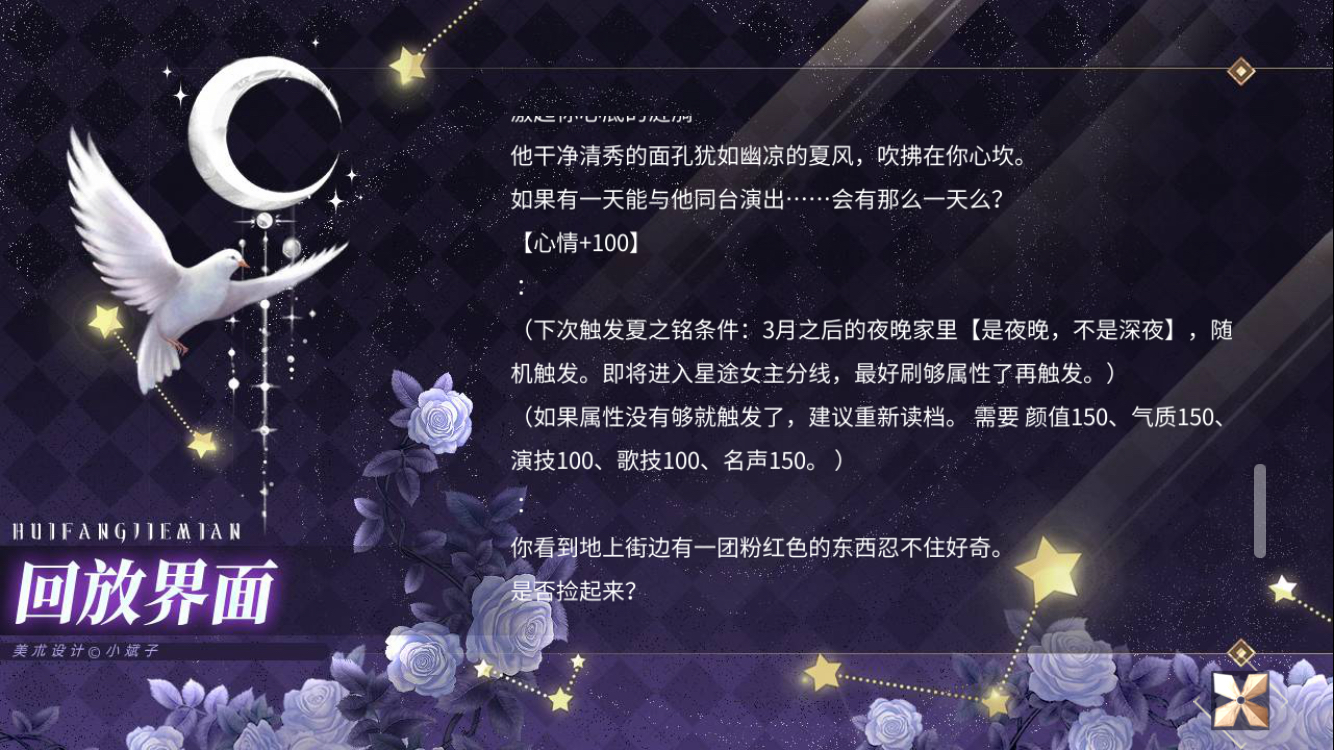 他干净清秀的面孔犹如幽凉的夏风，吹拂在你心坎。
如果有一天能与他同台演出……会有那么一天么？
【心情+100】
：
（下次触发夏之铭条件：3月之后的夜晚家里【是夜晚，不是深夜】，随
机触发。即将进入星途女主分线，最好刷够属性了再触发。）
（如果属性没有够就触发了，建议重新读档。 需要 颜值150、气质150、
演技100、歌技100、名声150。 ）
：
你看到地上街边有一团粉红色的东西忍不住好奇。
是否捡起来？
HUIFANGJIEMIAN
回放界面
美术设计©小斌子